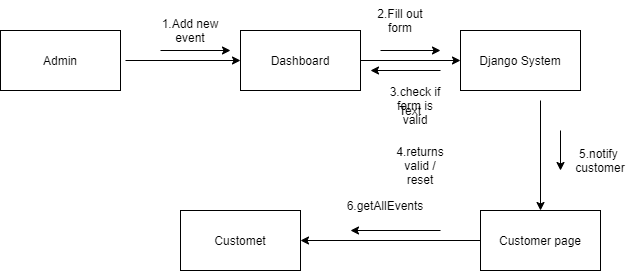 1.Add new
event
2.Fill out
form
Admin
Dashboard
Django System
3.check if
form is
Text
valid
4.returns
valid /
reset
5.notify
customer
6.getAllEvents
Customet
Customer page